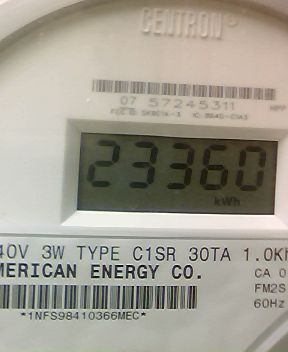 CENTRON®
07 57245311
23360
kWh
40V 3W TYPE C1SR 30TA 1.0Kh
MERICAN ENERGY CO.
CA 0
FM2S
60Hz
*1NFS98410366MEC*